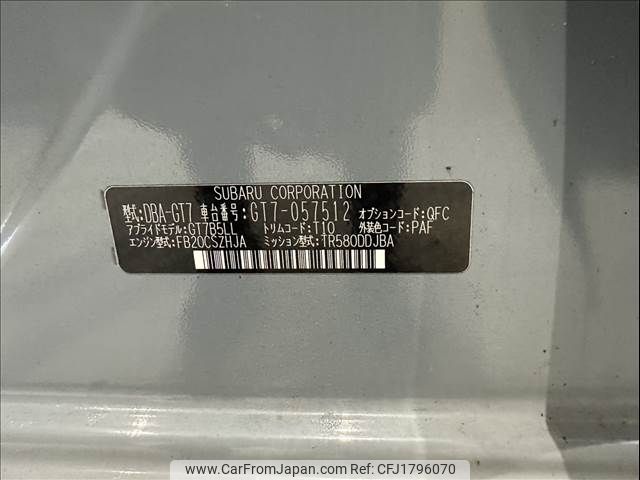 SUBARU CORPORATION
型式:DBA-GT7 車台番号:GT7-057512 オプションコード:QFC
アプライドモデル:GT7B5LL トリムコード:T10 外装色コード:PAF
エンジン型式:FB20CSZHJA ミッション型式:TR580DDJBA
www.CarFromJapan.com | Car No. CFJ1796070